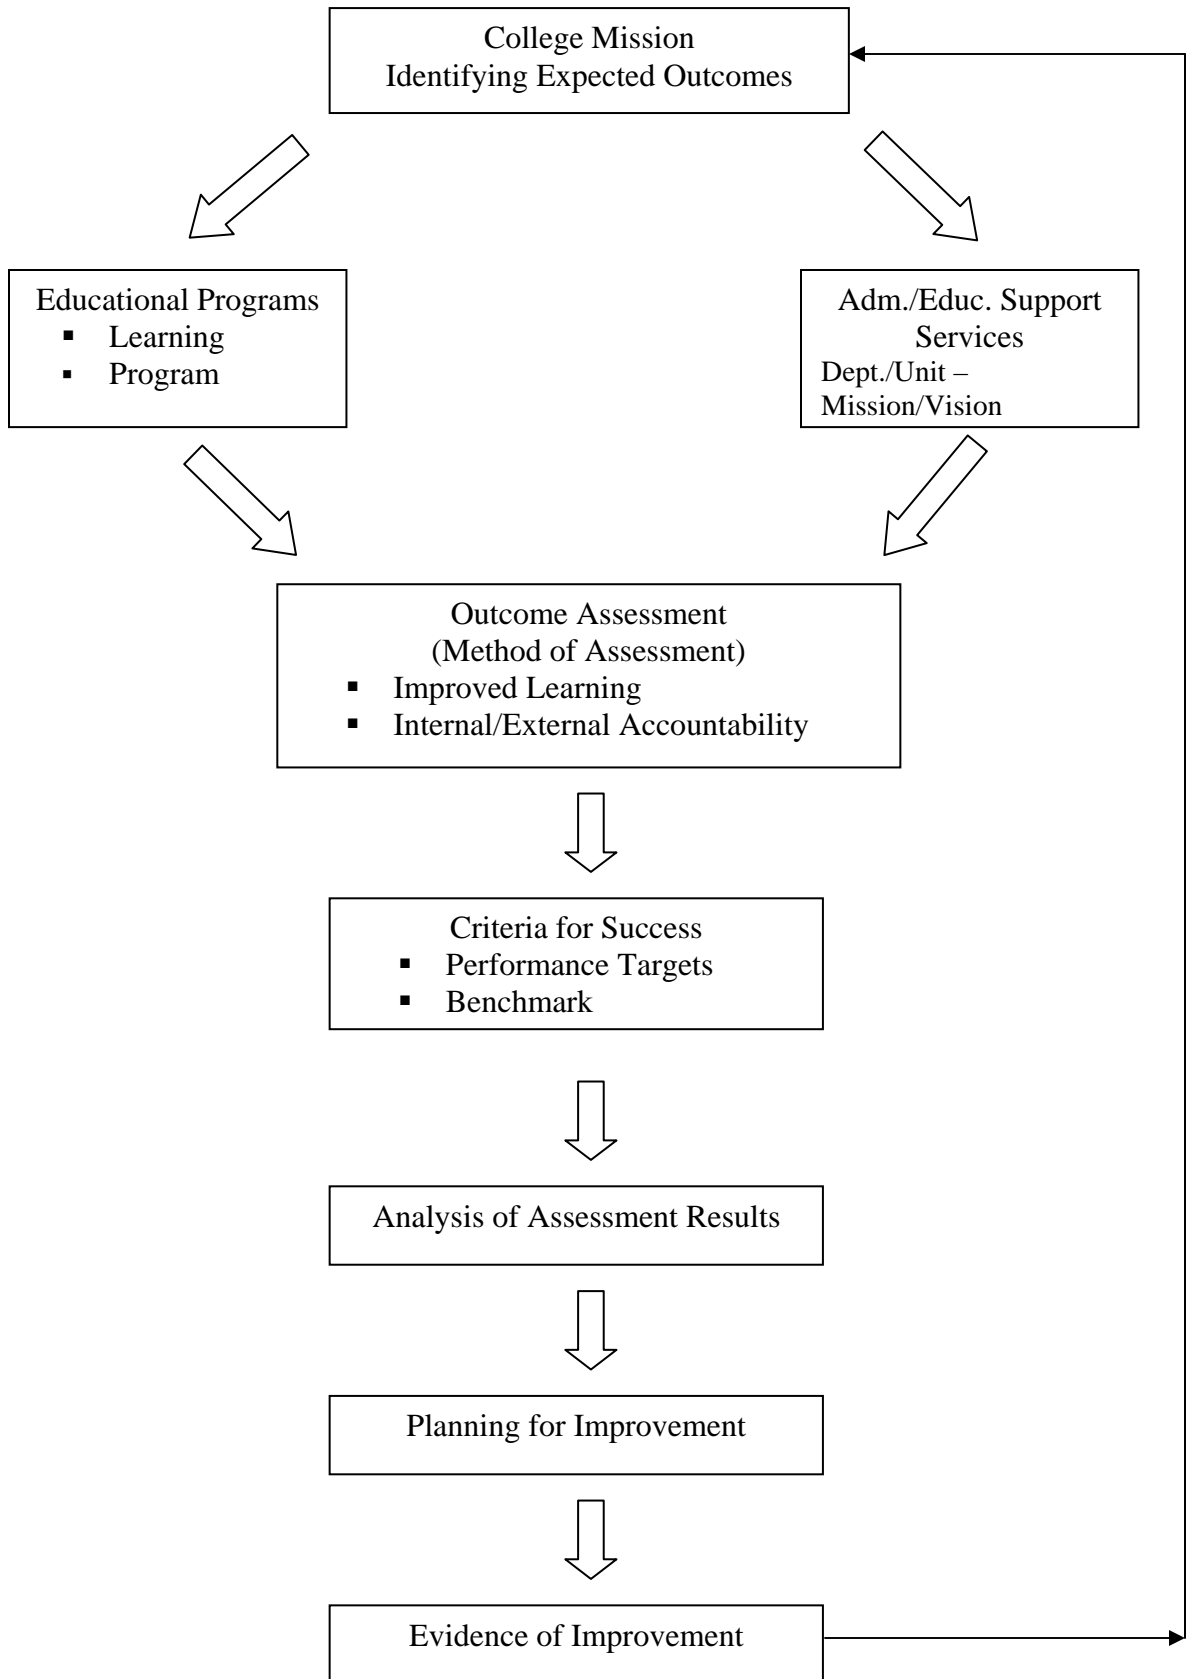 College Mission
Identifying Expected Outcomes
Educational Programs
▪ Learning
▪ Program
Adm./Educ. Support
Services
Dept./Unit –
Mission/Vision
Outcome Assessment
(Method of Assessment)
▪ Improved Learning
▪ Internal/External Accountability
Criteria for Success
▪ Performance Targets
▪ Benchmark
Analysis of Assessment Results
Planning for Improvement
Evidence of Improvement